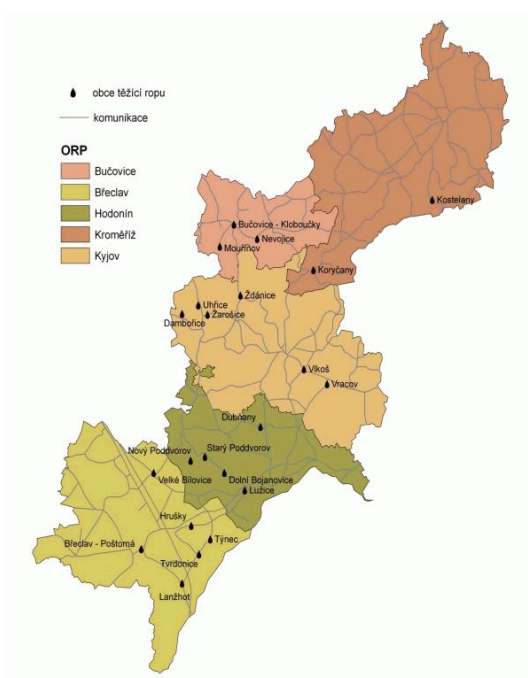 obce těžící ropu
komunikace
ORP
Bučovice
Břeclav
Hodonín
Kroměříž
Kyjov
Kostelany
Bučovice - Kloboučky
Nevojice
Mouřínov
Koryčany
Ždánice
Uhřice
Žarošice
Dambořice
Vlkoš
Vracov
Dubňany
Nový Poddvorov
Starý Poddvorov
Velké Bílovice
Dolní Bojanovice
Lužice
Hrušky
Týnec
Břeclav - Poštorná
Tvrdonice
Lanžhot